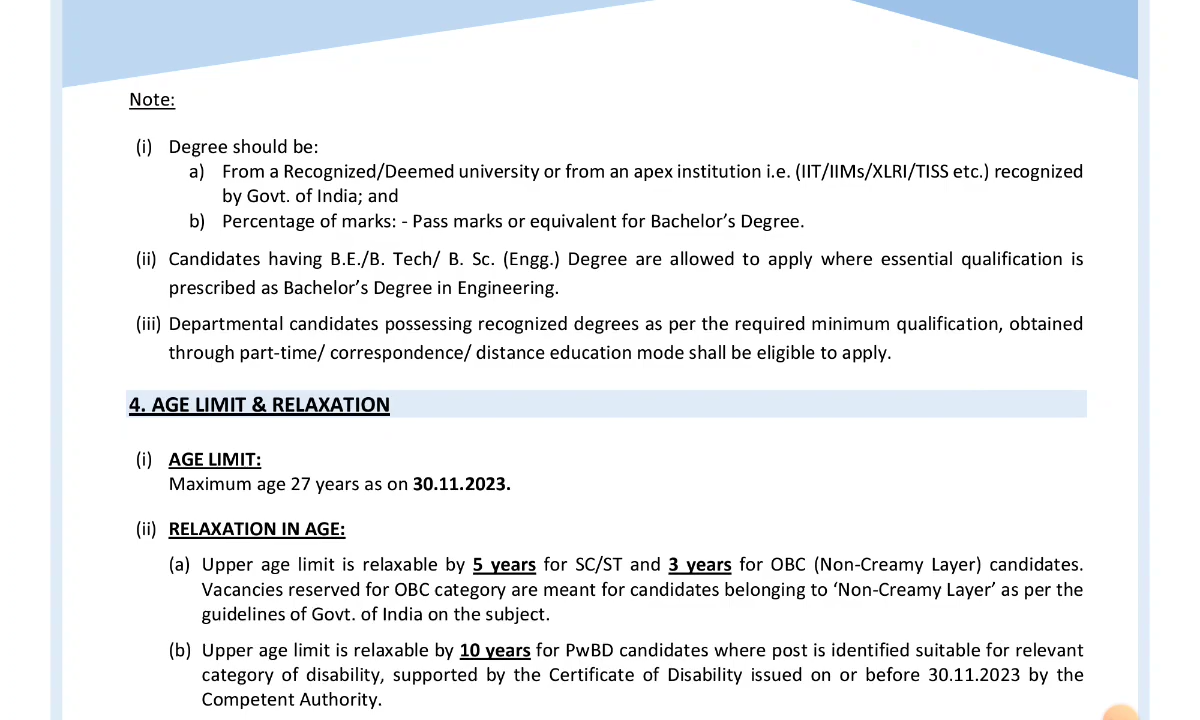 Note:
(i) Degree should be:
a) From a Recognized/Deemed university or from an apex institution i.e. (IIT/IIMs/XLRI/TISS etc.) recognized
by Govt. of India; and
b) Percentage of marks: - Pass marks or equivalent for Bachelor’s Degree.
(ii) Candidates having B.E./B. Tech/ B. Sc. (Engg.) Degree are allowed to apply where essential qualification is
prescribed as Bachelor’s Degree in Engineering.
(iii) Departmental candidates possessing recognized degrees as per the required minimum qualification, obtained
through part-time/ correspondence/ distance education mode shall be eligible to apply.
4. AGE LIMIT & RELAXATION
(i) AGE LIMIT:
Maximum age 27 years as on 30.11.2023.
(ii) RELAXATION IN AGE:
(a) Upper age limit is relaxable by 5 years for SC/ST and 3 years for OBC (Non-Creamy Layer) candidates.
Vacancies reserved for OBC category are meant for candidates belonging to ‘Non-Creamy Layer’ as per the
guidelines of Govt. of India on the subject.
(b) Upper age limit is relaxable by 10 years for PwBD candidates where post is identified suitable for relevant
category of disability, supported by the Certificate of Disability issued on or before 30.11.2023 by the
Competent Authority.